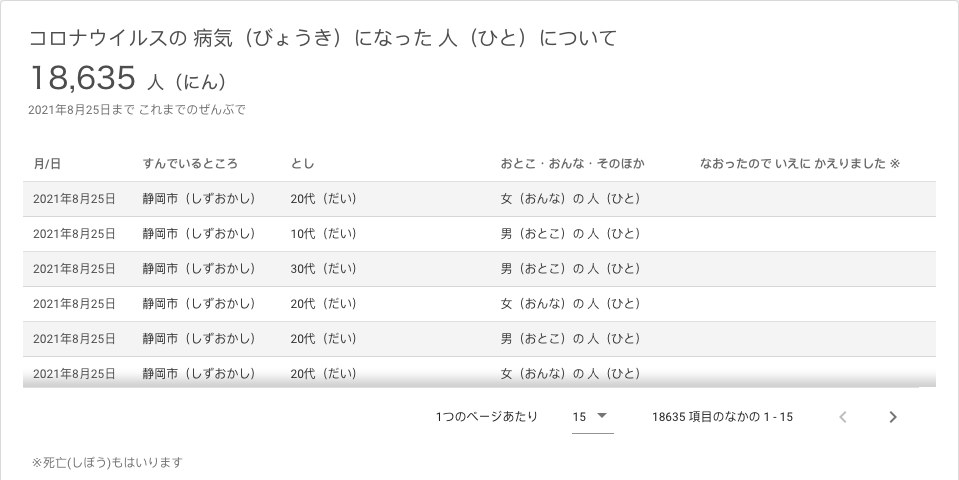 コロナウイルスの 病気（びょうき）になった 人（ひと）について
18,635 人（にん）
2021年8月25日まで これまでのぜんぶで
月/日 すんでいるところ とし おとこ・おんな・そのほか なおったので いえに かえりました ※
2021年8月25日 静岡市（しずおかし） 20代（だい） 女（おんな）の 人（ひと）
2021年8月25日 静岡市（しずおかし） 10代（だい） 男（おとこ）の 人（ひと）
2021年8月25日 静岡市（しずおかし） 30代（だい） 男（おとこ）の 人（ひと）
2021年8月25日 静岡市（しずおかし） 20代（だい） 女（おんな）の 人（ひと）
2021年8月25日 静岡市（しずおかし） 20代（だい） 男（おとこ）の 人（ひと）
2021年8月25日 静岡市（しずおかし） 20代（だい） 女（おんな）の 人（ひと）
1つのページあたり 15 18635 項目のなかの 1 - 15
※死亡(しぼう)もはいります